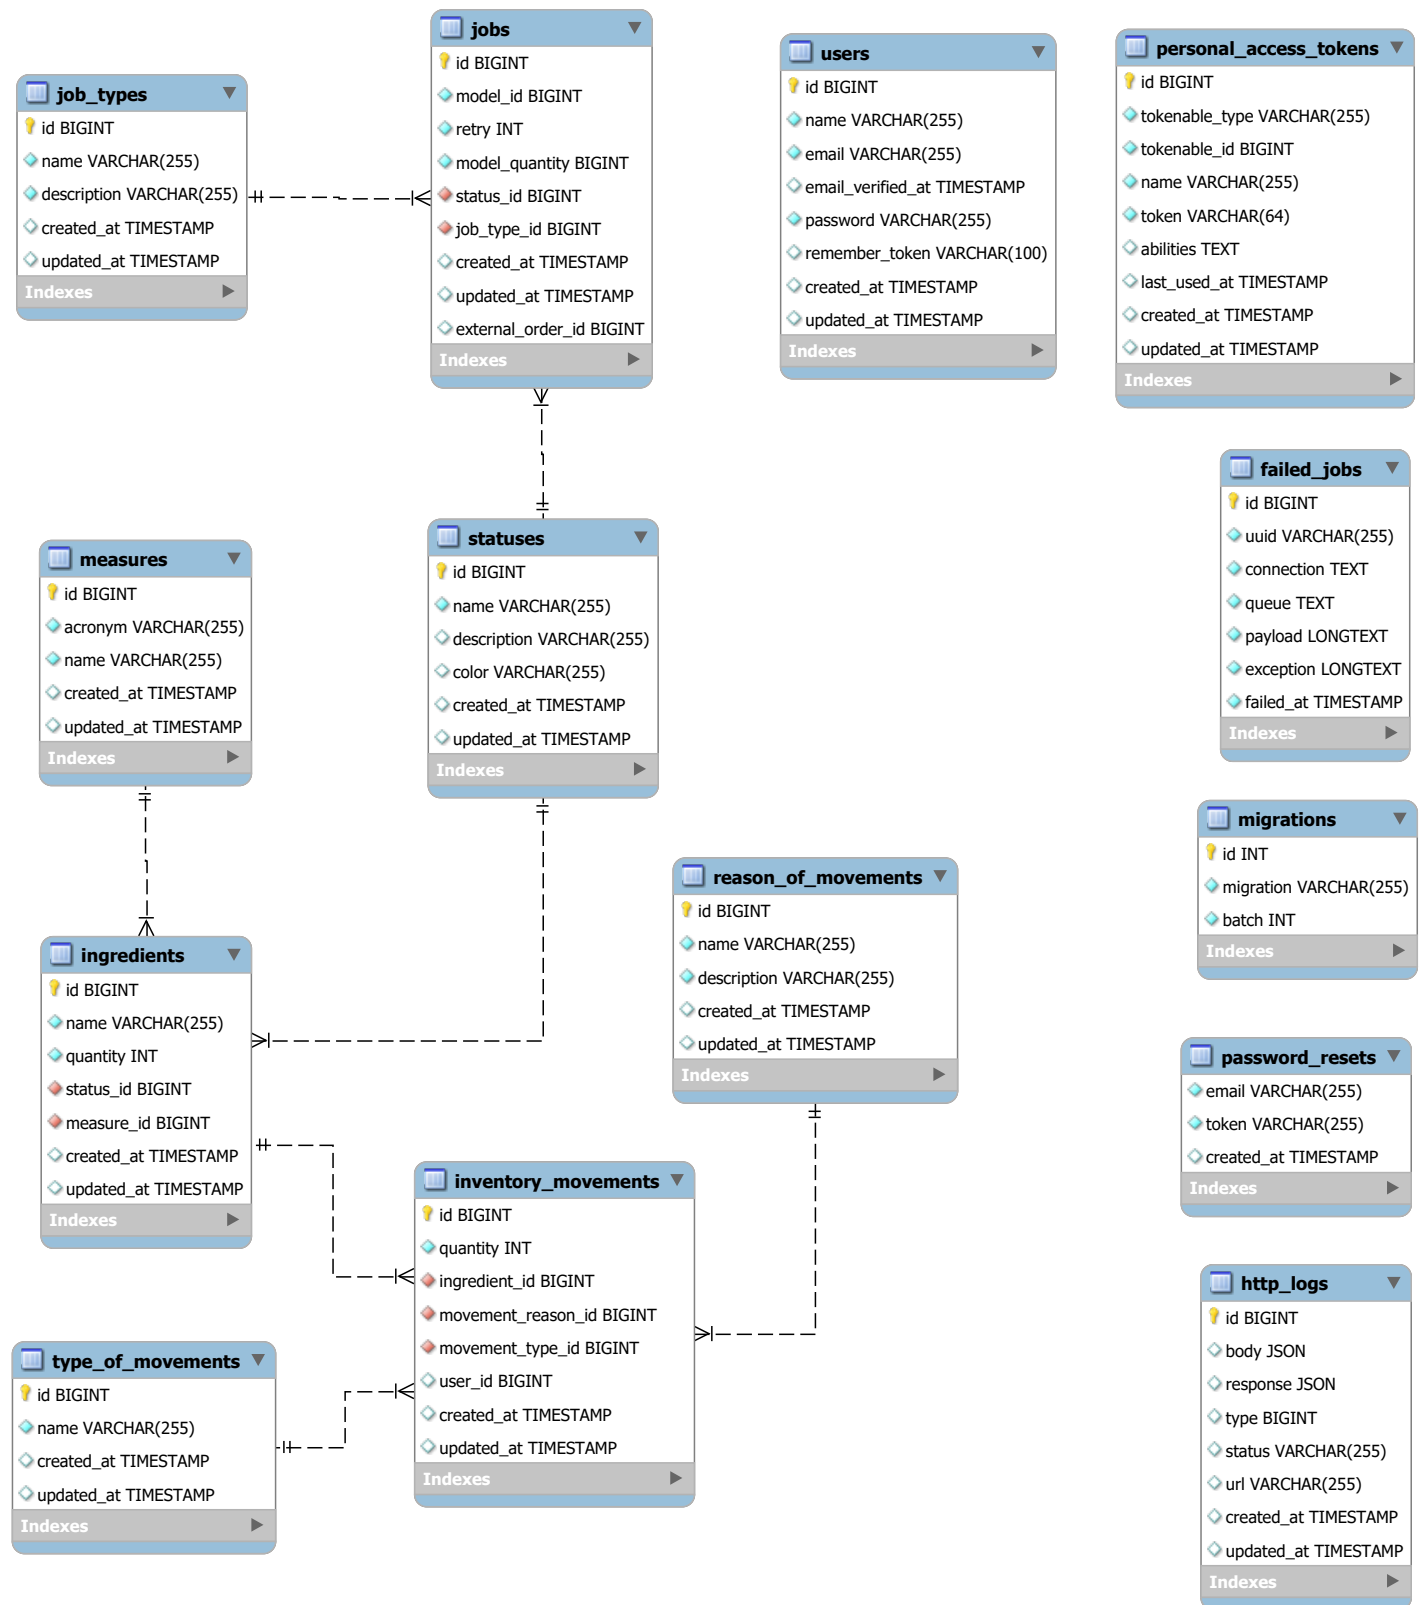 job_types
id BIGINT
name VARCHAR(255)
description VARCHAR(255)
created_at TIMESTAMP
updated_at TIMESTAMP
Indexes
jobs
id BIGINT
model_id BIGINT
retry INT
model_quantity BIGINT
status_id BIGINT
job_type_id BIGINT
created_at TIMESTAMP
updated_at TIMESTAMP
external_order_id BIGINT
Indexes
users
id BIGINT
name VARCHAR(255)
email VARCHAR(255)
email_verified_at TIMESTAMP
password VARCHAR(255)
remember_token VARCHAR(100)
created_at TIMESTAMP
updated_at TIMESTAMP
Indexes
personal_access_tokens
id BIGINT
tokenable_type VARCHAR(255)
tokenable_id BIGINT
name VARCHAR(255)
token VARCHAR(64)
abilities TEXT
last_used_at TIMESTAMP
created_at TIMESTAMP
updated_at TIMESTAMP
Indexes
failed_jobs
id BIGINT
uuid VARCHAR(255)
connection TEXT
queue TEXT
payload LONGTEXT
exception LONGTEXT
failed_at TIMESTAMP
Indexes
measures
id BIGINT
acronym VARCHAR(255)
name VARCHAR(255)
created_at TIMESTAMP
updated_at TIMESTAMP
Indexes
statuses
id BIGINT
name VARCHAR(255)
description VARCHAR(255)
color VARCHAR(255)
created_at TIMESTAMP
updated_at TIMESTAMP
Indexes
migrations
id INT
migration VARCHAR(255)
batch INT
Indexes
reason_of_movements
id BIGINT
name VARCHAR(255)
description VARCHAR(255)
created_at TIMESTAMP
updated_at TIMESTAMP
Indexes
ingredients
id BIGINT
name VARCHAR(255)
quantity INT
status_id BIGINT
measure_id BIGINT
created_at TIMESTAMP
updated_at TIMESTAMP
Indexes
password_resets
email VARCHAR(255)
token VARCHAR(255)
created_at TIMESTAMP
Indexes
inventory_movements
id BIGINT
quantity INT
ingredient_id BIGINT
movement_reason_id BIGINT
movement_type_id BIGINT
user_id BIGINT
created_at TIMESTAMP
updated_at TIMESTAMP
Indexes
http_logs
id BIGINT
body JSON
response JSON
type BIGINT
status VARCHAR(255)
url VARCHAR(255)
created_at TIMESTAMP
updated_at TIMESTAMP
Indexes
type_of_movements
id BIGINT
name VARCHAR(255)
created_at TIMESTAMP
updated_at TIMESTAMP
Indexes